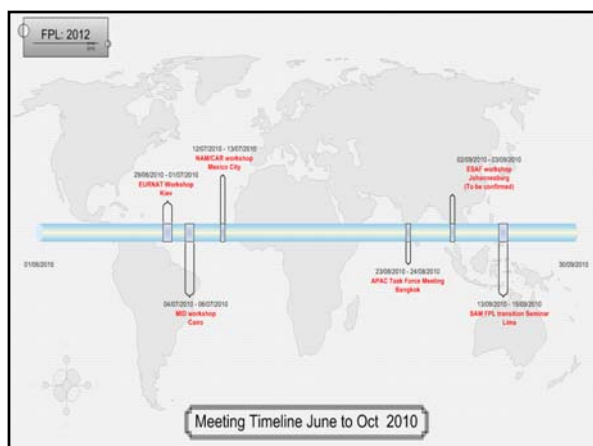 FPL: 2012
12/07/2010 - 13/07/2010
NAM/CAR workshop
Mexico City
29/06/2010 - 01/07/2010
EURNAT Workshop
Kiev
02/09/2010 - 03/09/2010
ESAF workshop
Johannesburg
(To be confirmed)
01/06/2010
30/09/2010
04/07/2010 - 06/07/2010
MID workshop
Cairo
23/08/2010 - 24/08/2010
APAC Task Force Meeting
Bangkok
13/09/2010 - 15/09/2010
SAM FPL transition Seminar
Lima
Meeting Timeline June to Oct 2010